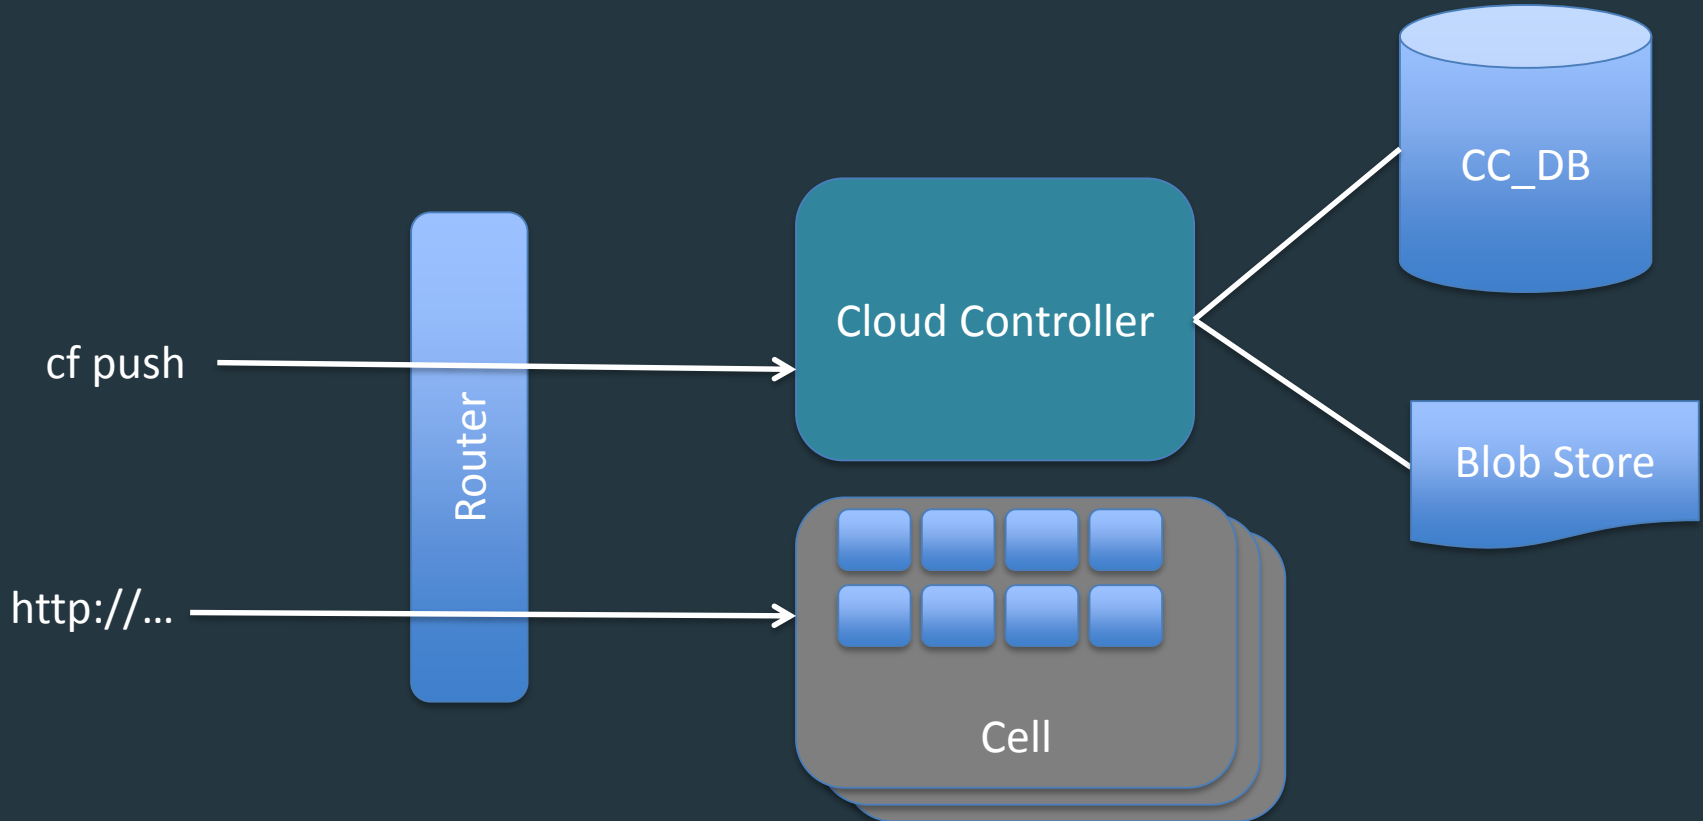 CC_DB
Cloud Controller
cf push
Router
Blob Store
http://...
Cell